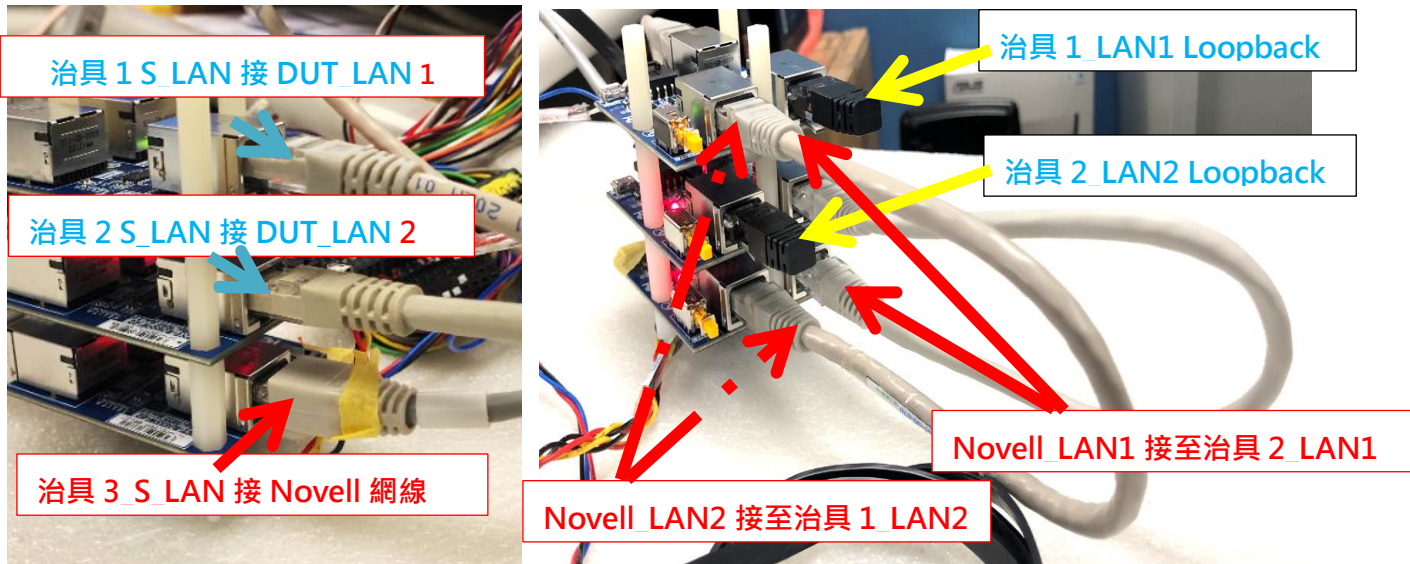 治具 1 S_LAN 接 DUT_LAN 1
治具 2 S_LAN 接 DUT_LAN 2
治具 3_S_LAN 接 Novell 網線
治具 1_LAN1 Loopback
治具 2_LAN2 Loopback
Novell_LAN1 接至治具 2_LAN1
Novell_LAN2 接至治具 1_LAN2